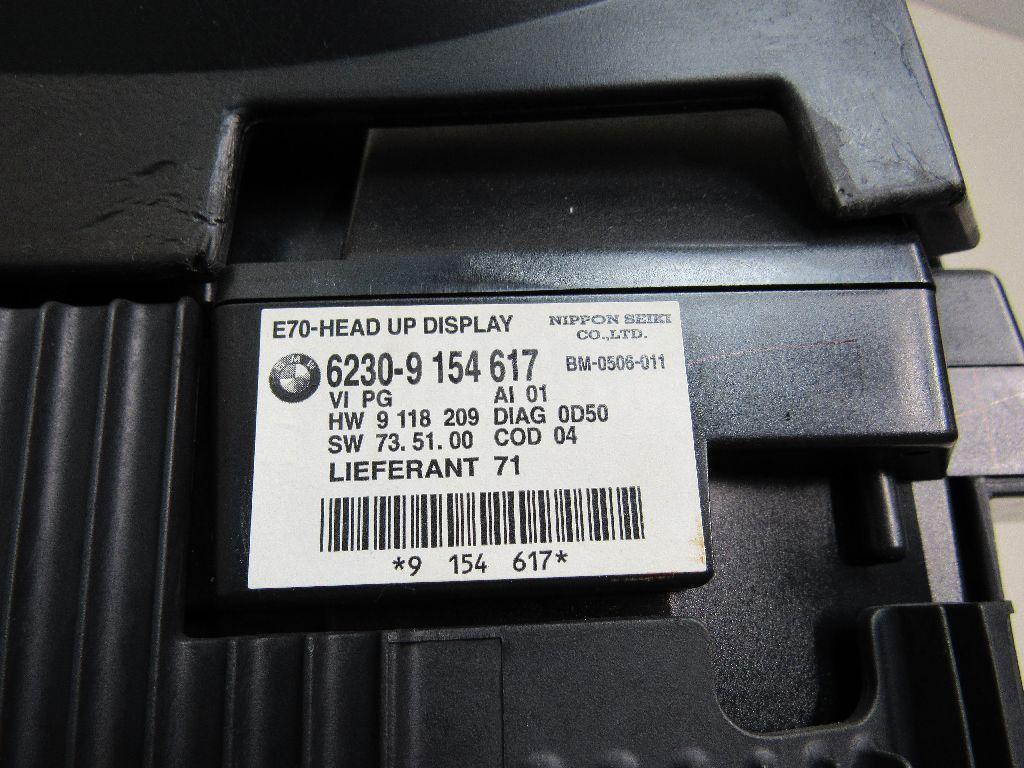 E70-HEAD UP DISPLAY
NIPPON SEIKI
CO.,LTD.
BMW
6230-9 154 617
BM-0506-011
VI PG AI 01
HW 9 118 209 DIAG 0D50
SW 73.51.00 COD 04
LIEFERANT 71
*9 154 617*